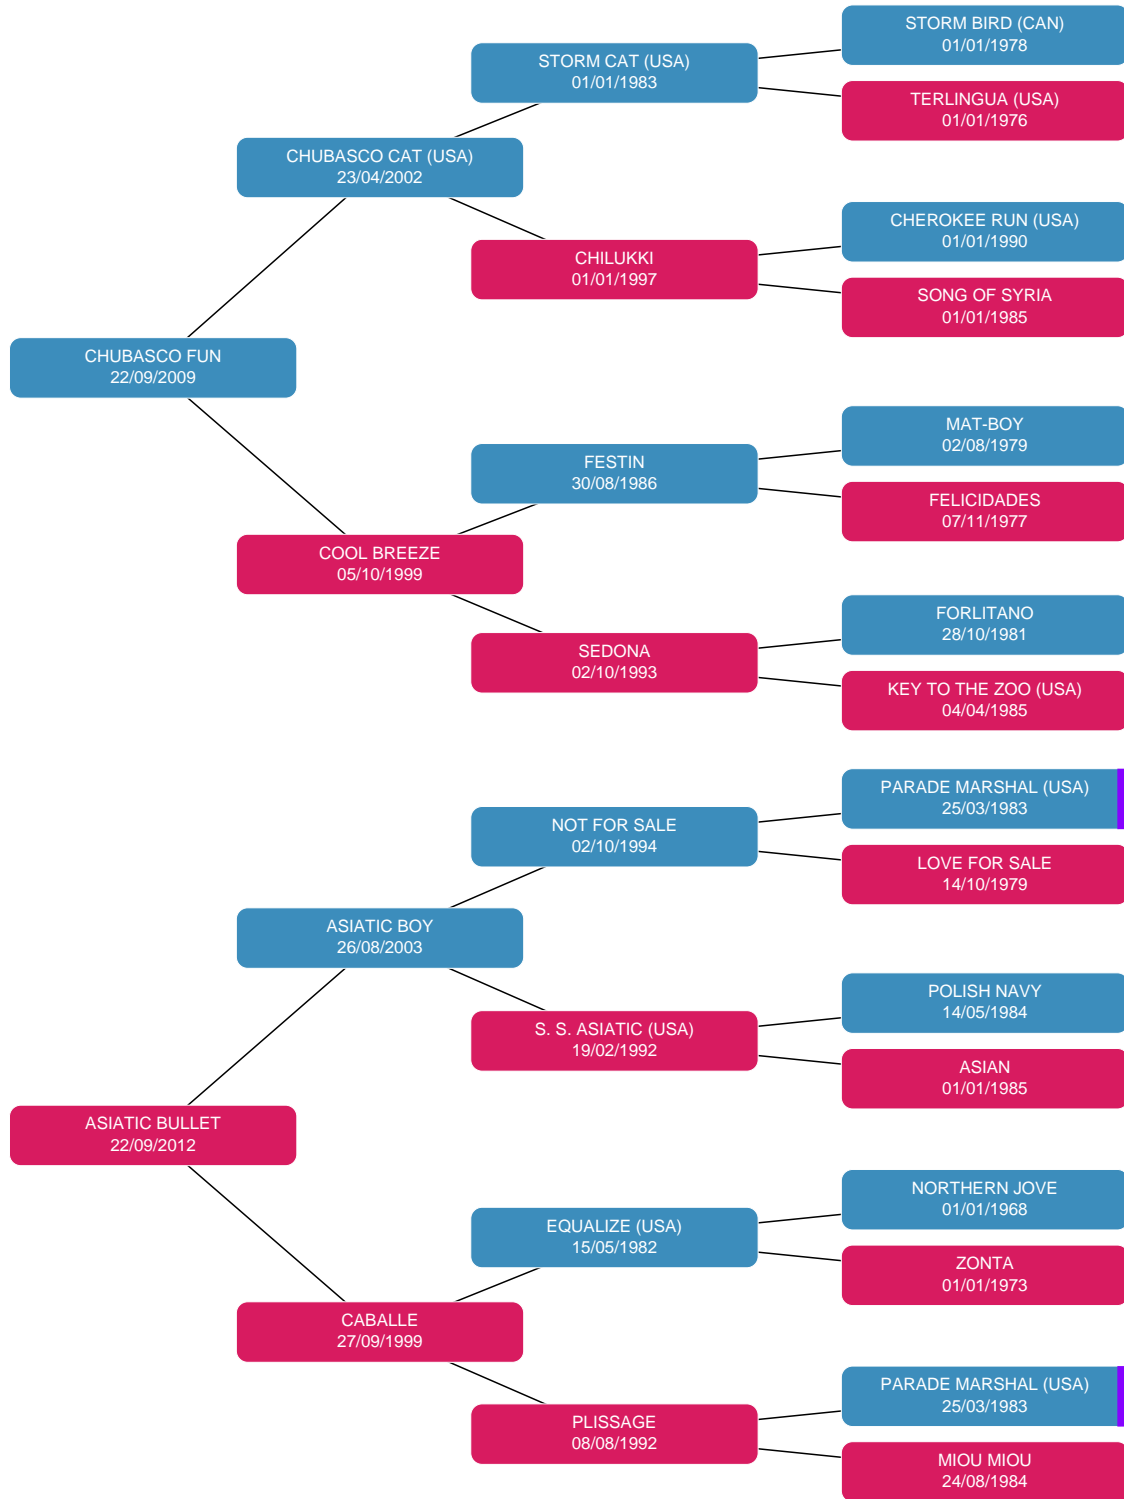 STORM BIRD (CAN)
01/01/1978
STORM CAT (USA)
01/01/1983
TERLINGUA (USA)
01/01/1976
CHUBASCO CAT (USA)
23/04/2002
CHEROKEE RUN (USA)
01/01/1990
CHILUKKI
01/01/1997
SONG OF SYRIA
01/01/1985
CHUBASCO FUN
22/09/2009
MAT-BOY
02/08/1979
FESTIN
30/08/1986
FELICIDADES
07/11/1977
COOL BREEZE
05/10/1999
FORLITANO
28/10/1981
SEDONA
02/10/1993
KEY TO THE ZOO (USA)
04/04/1985
PARADE MARSHAL (USA)
25/03/1983
NOT FOR SALE
02/10/1994
LOVE FOR SALE
14/10/1979
ASIATIC BOY
26/08/2003
POLISH NAVY
14/05/1984
S. S. ASIATIC (USA)
19/02/1992
ASIAN
01/01/1985
ASIATIC BULLET
22/09/2012
NORTHERN JOVE
01/01/1968
EQUALIZE (USA)
15/05/1982
ZONTA
01/01/1973
CABALLE
27/09/1999
PARADE MARSHAL (USA)
25/03/1983
PLISSAGE
08/08/1992
MIOU MIOU
24/08/1984